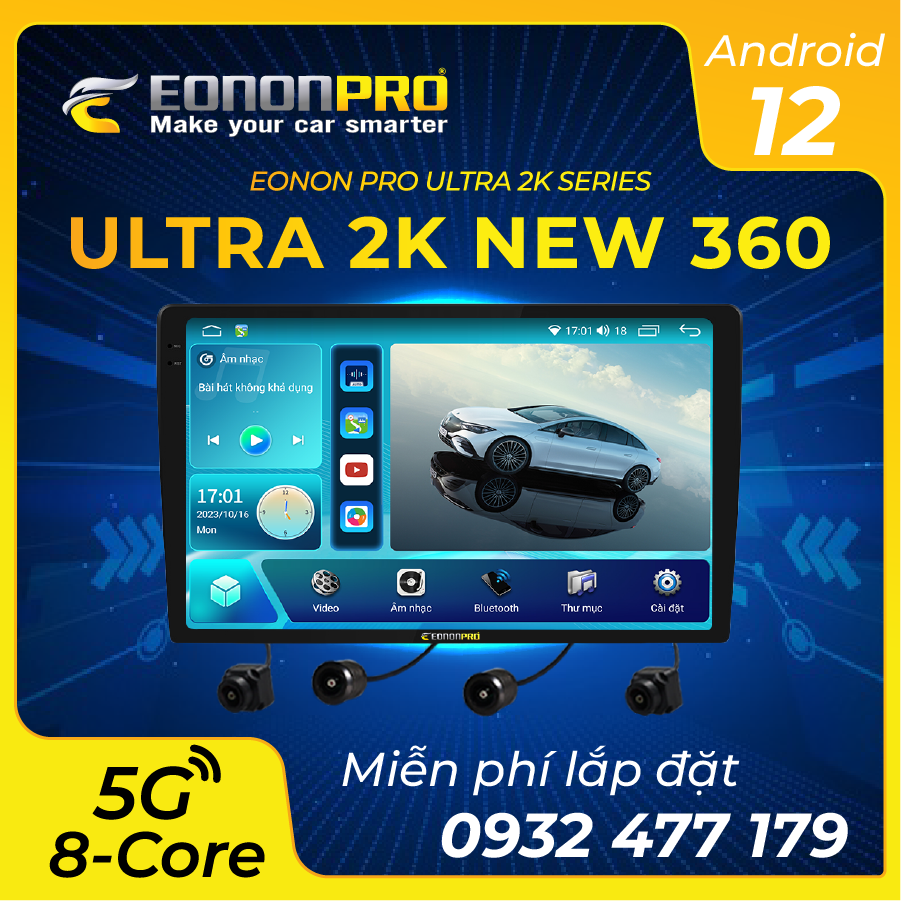 Android
12
EONONPRO®
Make your car smarter
EONON PRO ULTRA 2K SERIES
ULTRA 2K NEW 360
17:01 18
Âm nhạc
Bài hát không khả dụng
17:01
2023/10/16
Mon
Video
Âm nhạc
Bluetooth
Thư mục
Cài đặt
EONONPRO
5G
8-Core
Miễn phí lắp đặt
0932 477 179